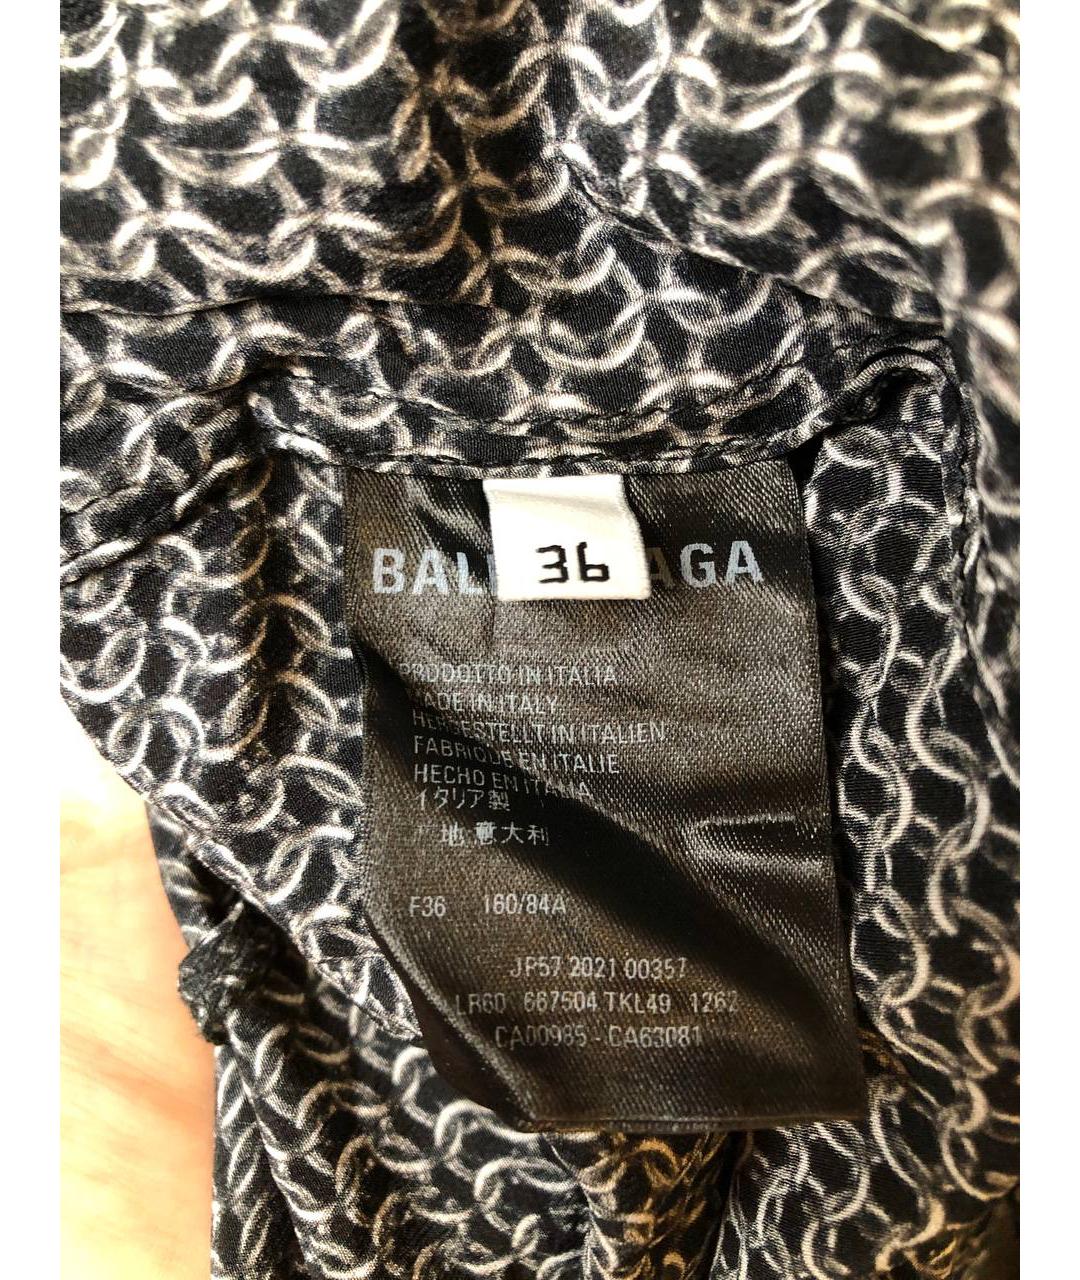 BAL AGA
36
PRODOTTO IN ITALIA
MADE IN ITALY
HERGESTELLT IN ITALIEN
FABRIQUE EN ITALIE
HECHO EN ITALIA
イタリア製
产地:意大利
F36 160/84A
JP57 2021 00357
LR60 667504 TKL49 1262
CA00985 - CA63081